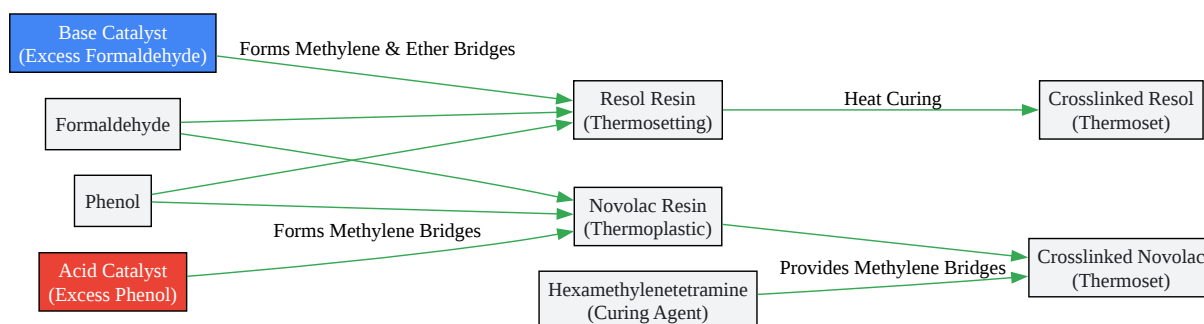 Base Catalyst
(Excess Formaldehyde)
Forms Methylene & Ether Bridges
Formaldehyde
Phenol
Forms Methylene Bridges
Acid Catalyst
(Excess Phenol)
Resol Resin
(Thermosetting)
Heat Curing
Crosslinked Resol
(Thermoset)
Novolac Resin
(Thermoplastic)
Hexamethylenetetramine
(Curing Agent)
Provides Methylene Bridges
Crosslinked Novolac
(Thermoset)